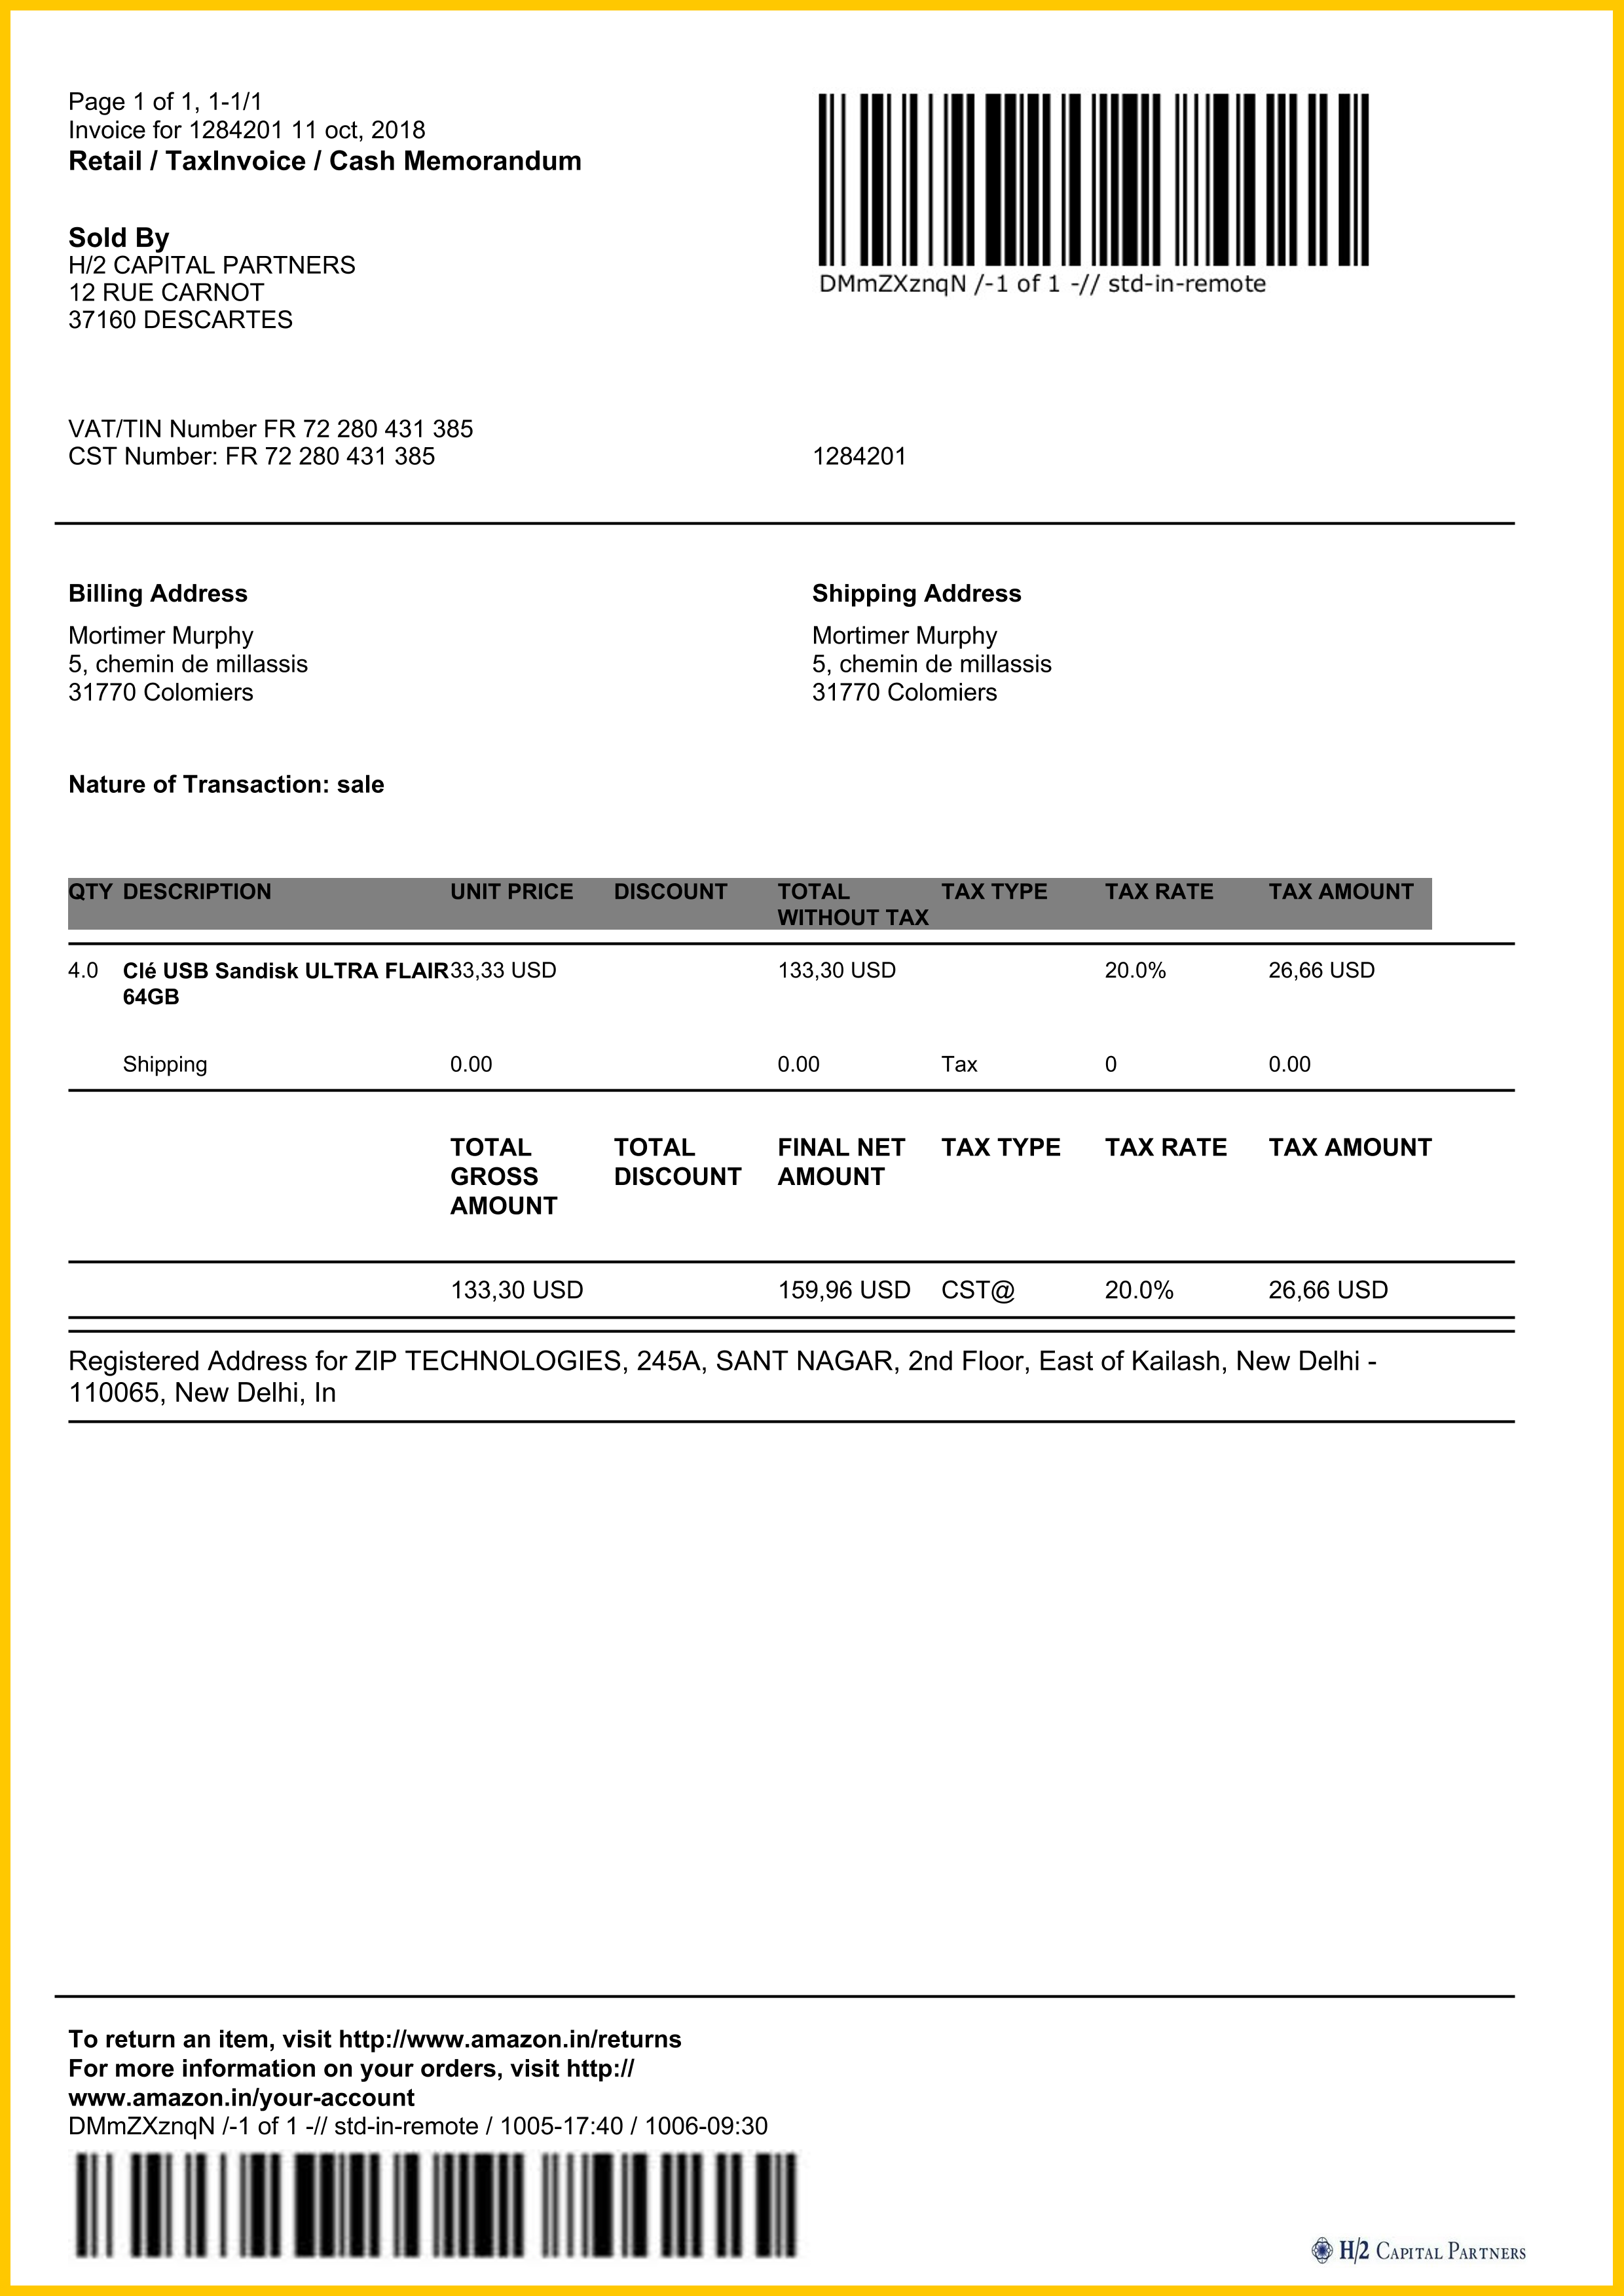 Page 1 of 1, 1-1/1
Invoice for 1284201 11 oct, 2018
Retail / TaxInvoice / Cash Memorandum
DMmZXznqN /-1 of 1 -// std-in-remote
Sold By
H/2 CAPITAL PARTNERS
12 RUE CARNOT
37160 DESCARTES
VAT/TIN Number FR 72 280 431 385
CST Number: FR 72 280 431 385
1284201
Billing Address
Mortimer Murphy
5, chemin de millassis
31770 Colomiers
Shipping Address
Mortimer Murphy
5, chemin de millassis
31770 Colomiers
Nature of Transaction: sale
QTY DESCRIPTION UNIT PRICE DISCOUNT TOTAL TAX TYPE TAX RATE TAX AMOUNT
WITHOUT TAX
4.0 Clé USB Sandisk ULTRA FLAIR 33,33 USD 133,30 USD 20.0% 26,66 USD
64GB
Shipping 0.00 0.00 Tax 0 0.00
TOTAL TOTAL FINAL NET TAX TYPE TAX RATE TAX AMOUNT
GROSS DISCOUNT AMOUNT
AMOUNT
133,30 USD 159,96 USD CST@ 20.0% 26,66 USD
Registered Address for ZIP TECHNOLOGIES, 245A, SANT NAGAR, 2nd Floor, East of Kailash, New Delhi -
110065, New Delhi, In
To return an item, visit http://www.amazon.in/returns
For more information on your orders, visit http://
www.amazon.in/your-account
DMmZXznqN /-1 of 1 -// std-in-remote / 1005-17:40 / 1006-09:30
H/2 CAPITAL PARTNERS